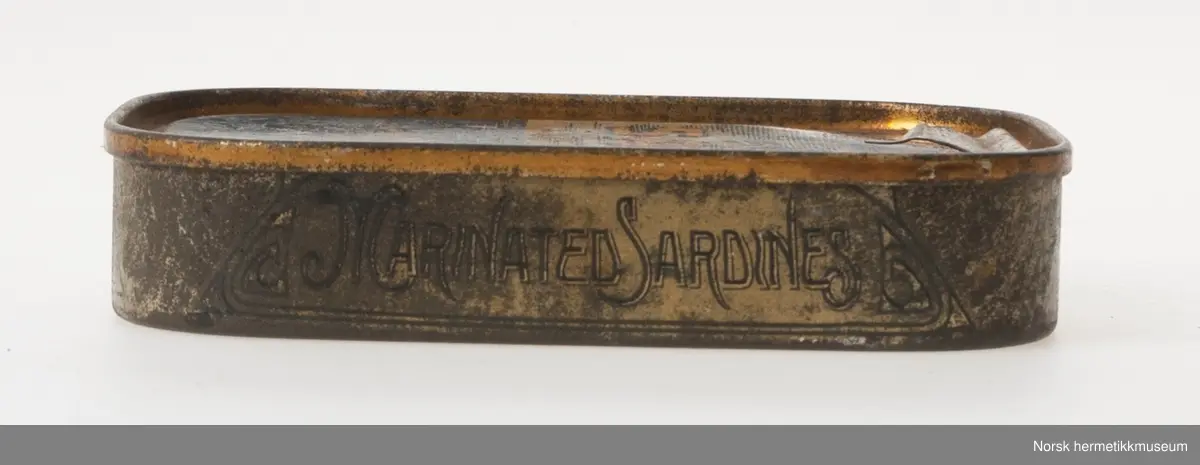 MARINATED SARDINES
Norsk hermetikkmuseum